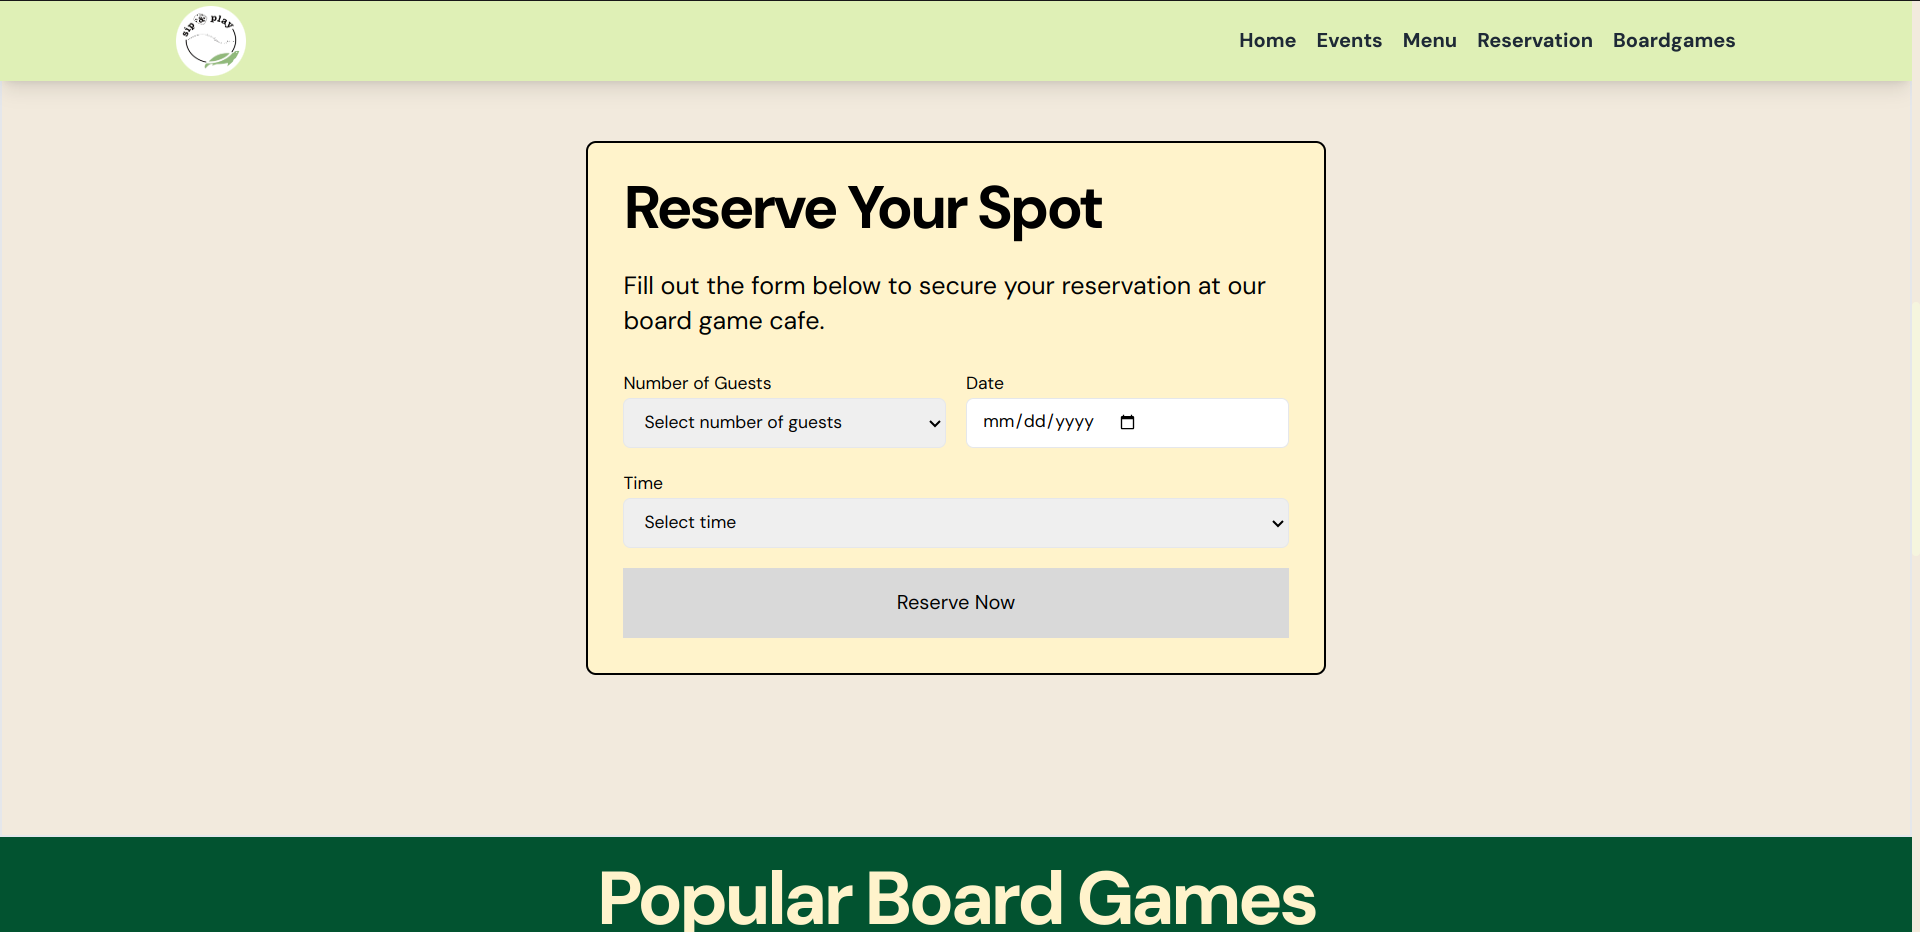 sip & play
Home Events Menu Reservation Boardgames
Reserve Your Spot
Fill out the form below to secure your reservation at our
board game cafe.
Number of Guests Date
Select number of guests mm/dd/yyyy
Time
Select time
Reserve Now
Popular Board Games